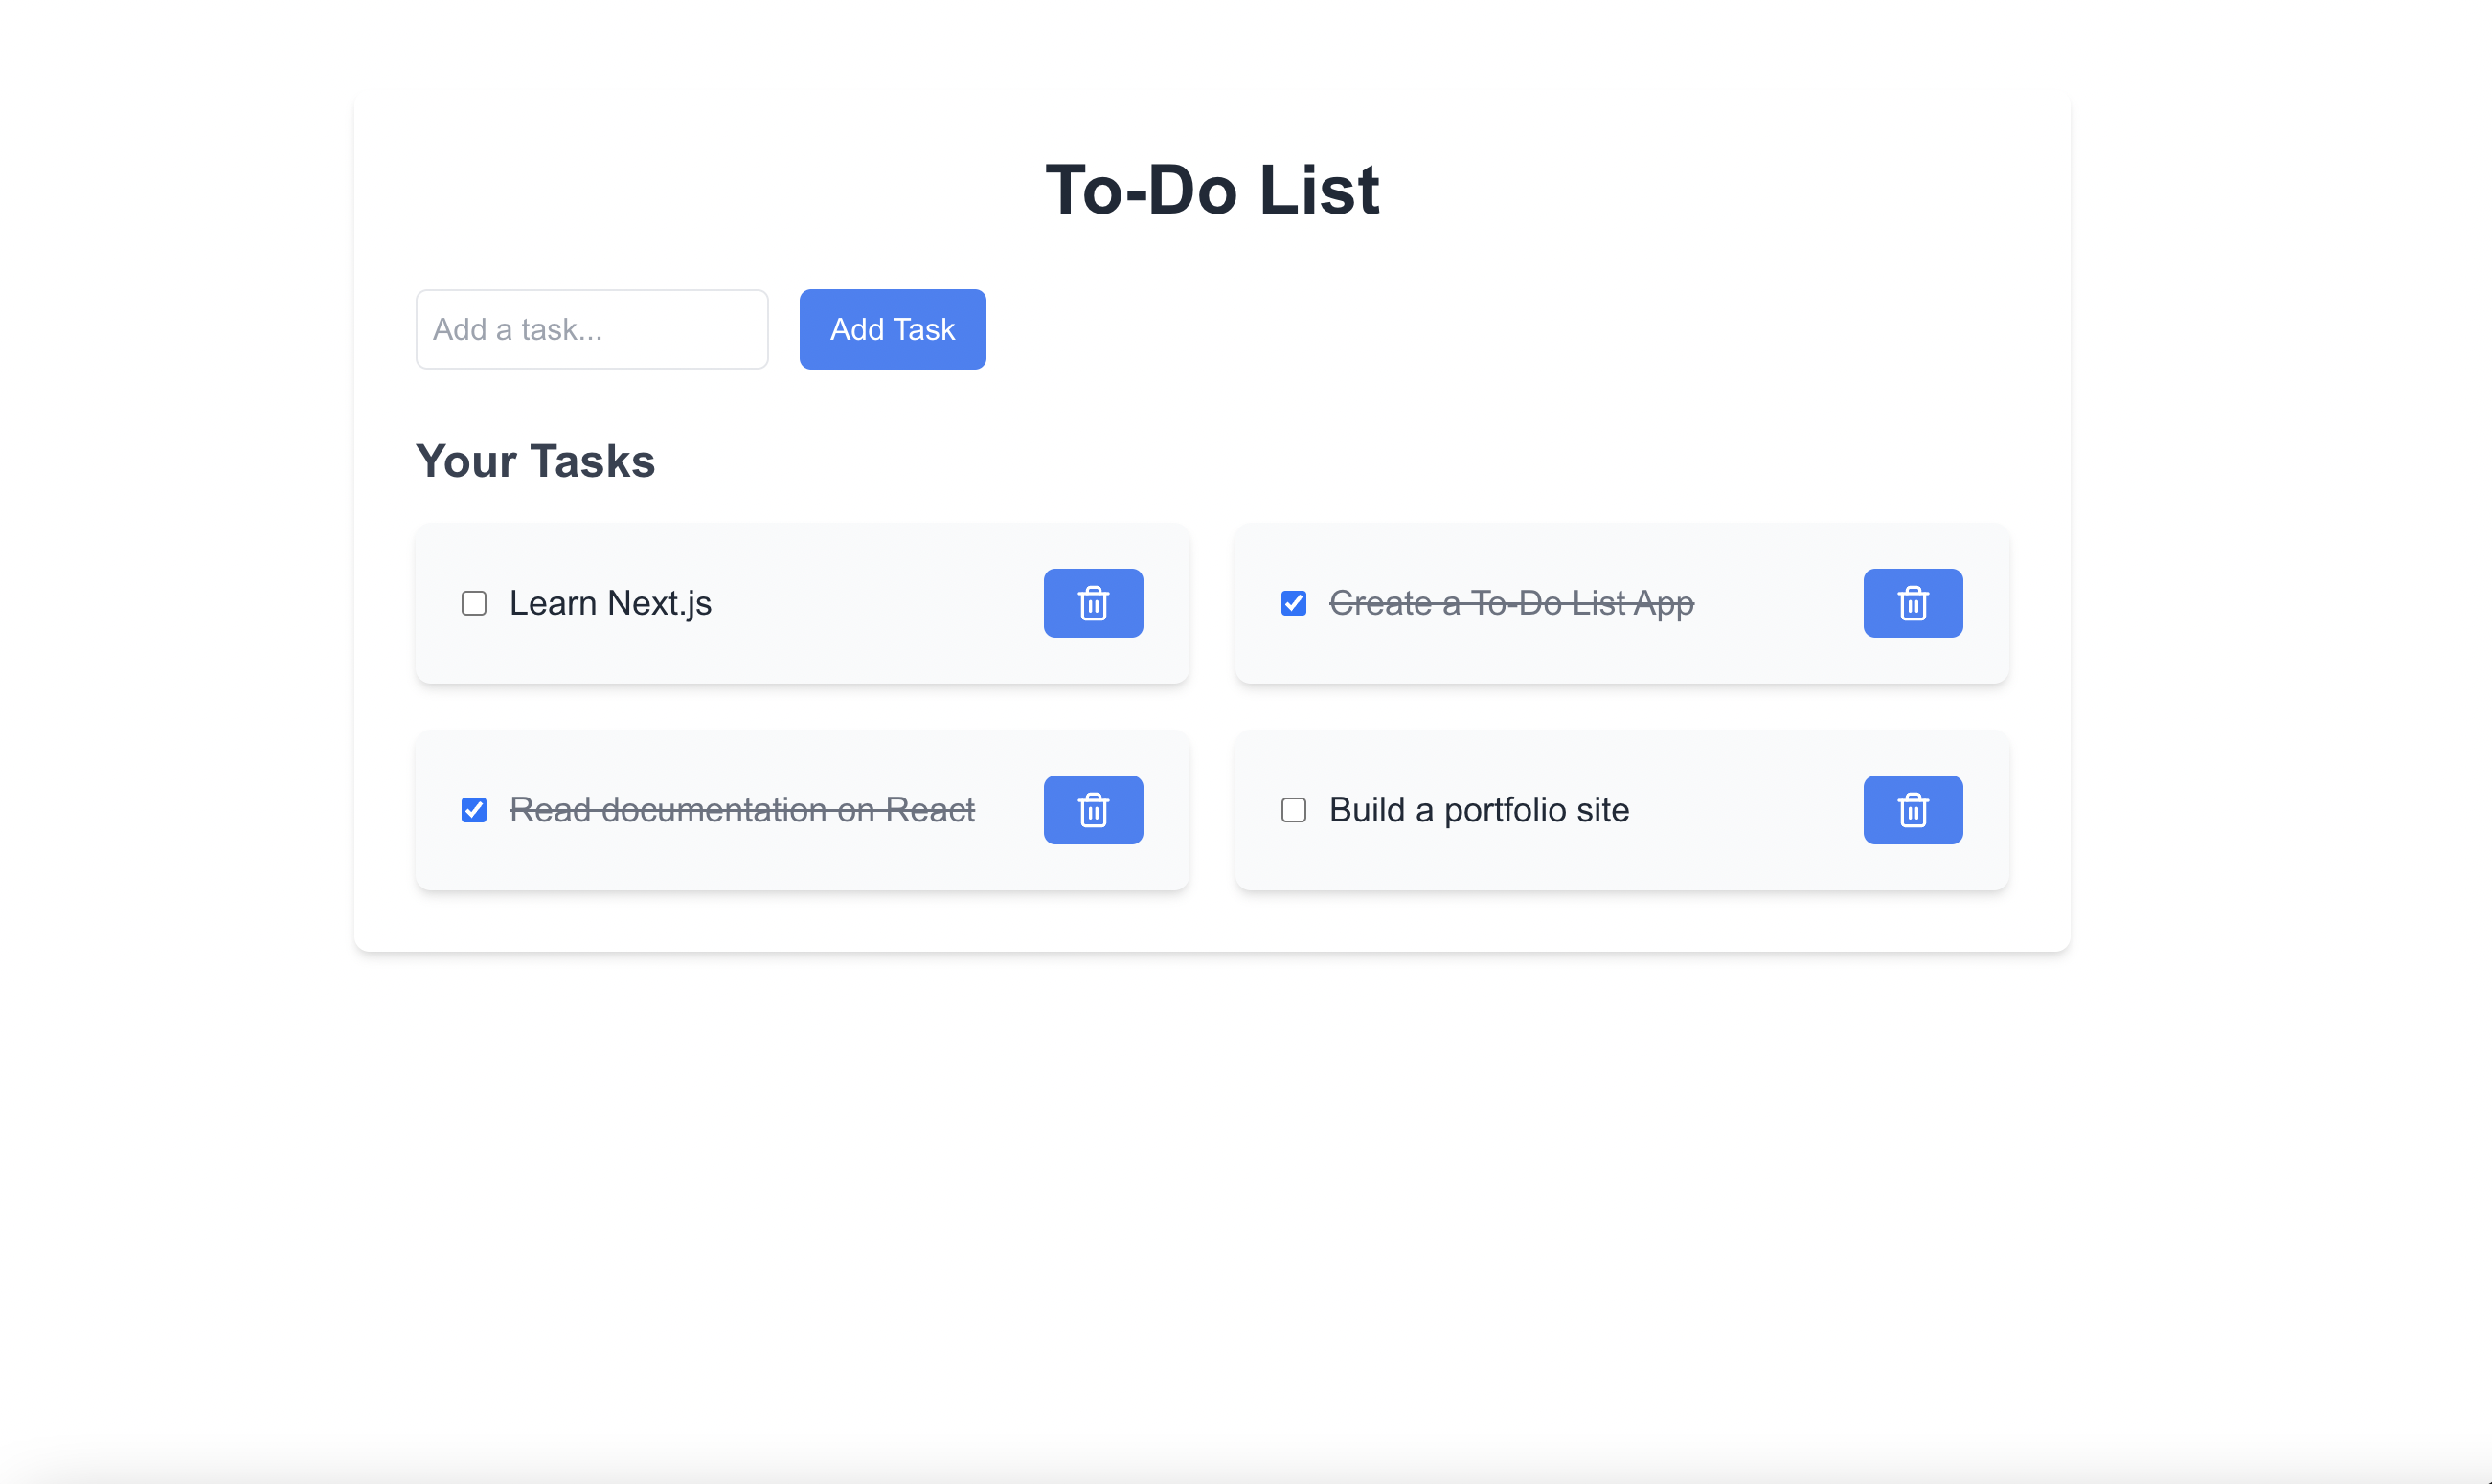 To-Do List
Add a task...
Add Task
Your Tasks
Learn Next.js
Create a To-Do List App
Read documentation on React
Build a portfolio site